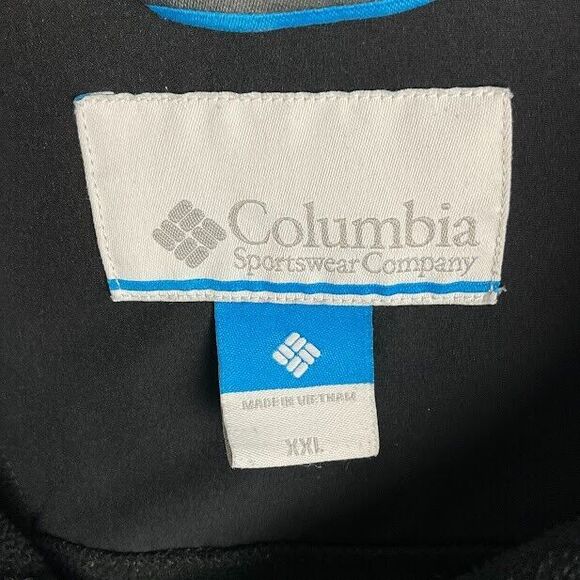 Columbia
Sportswear Company
MADE IN VIETNAM
XXL